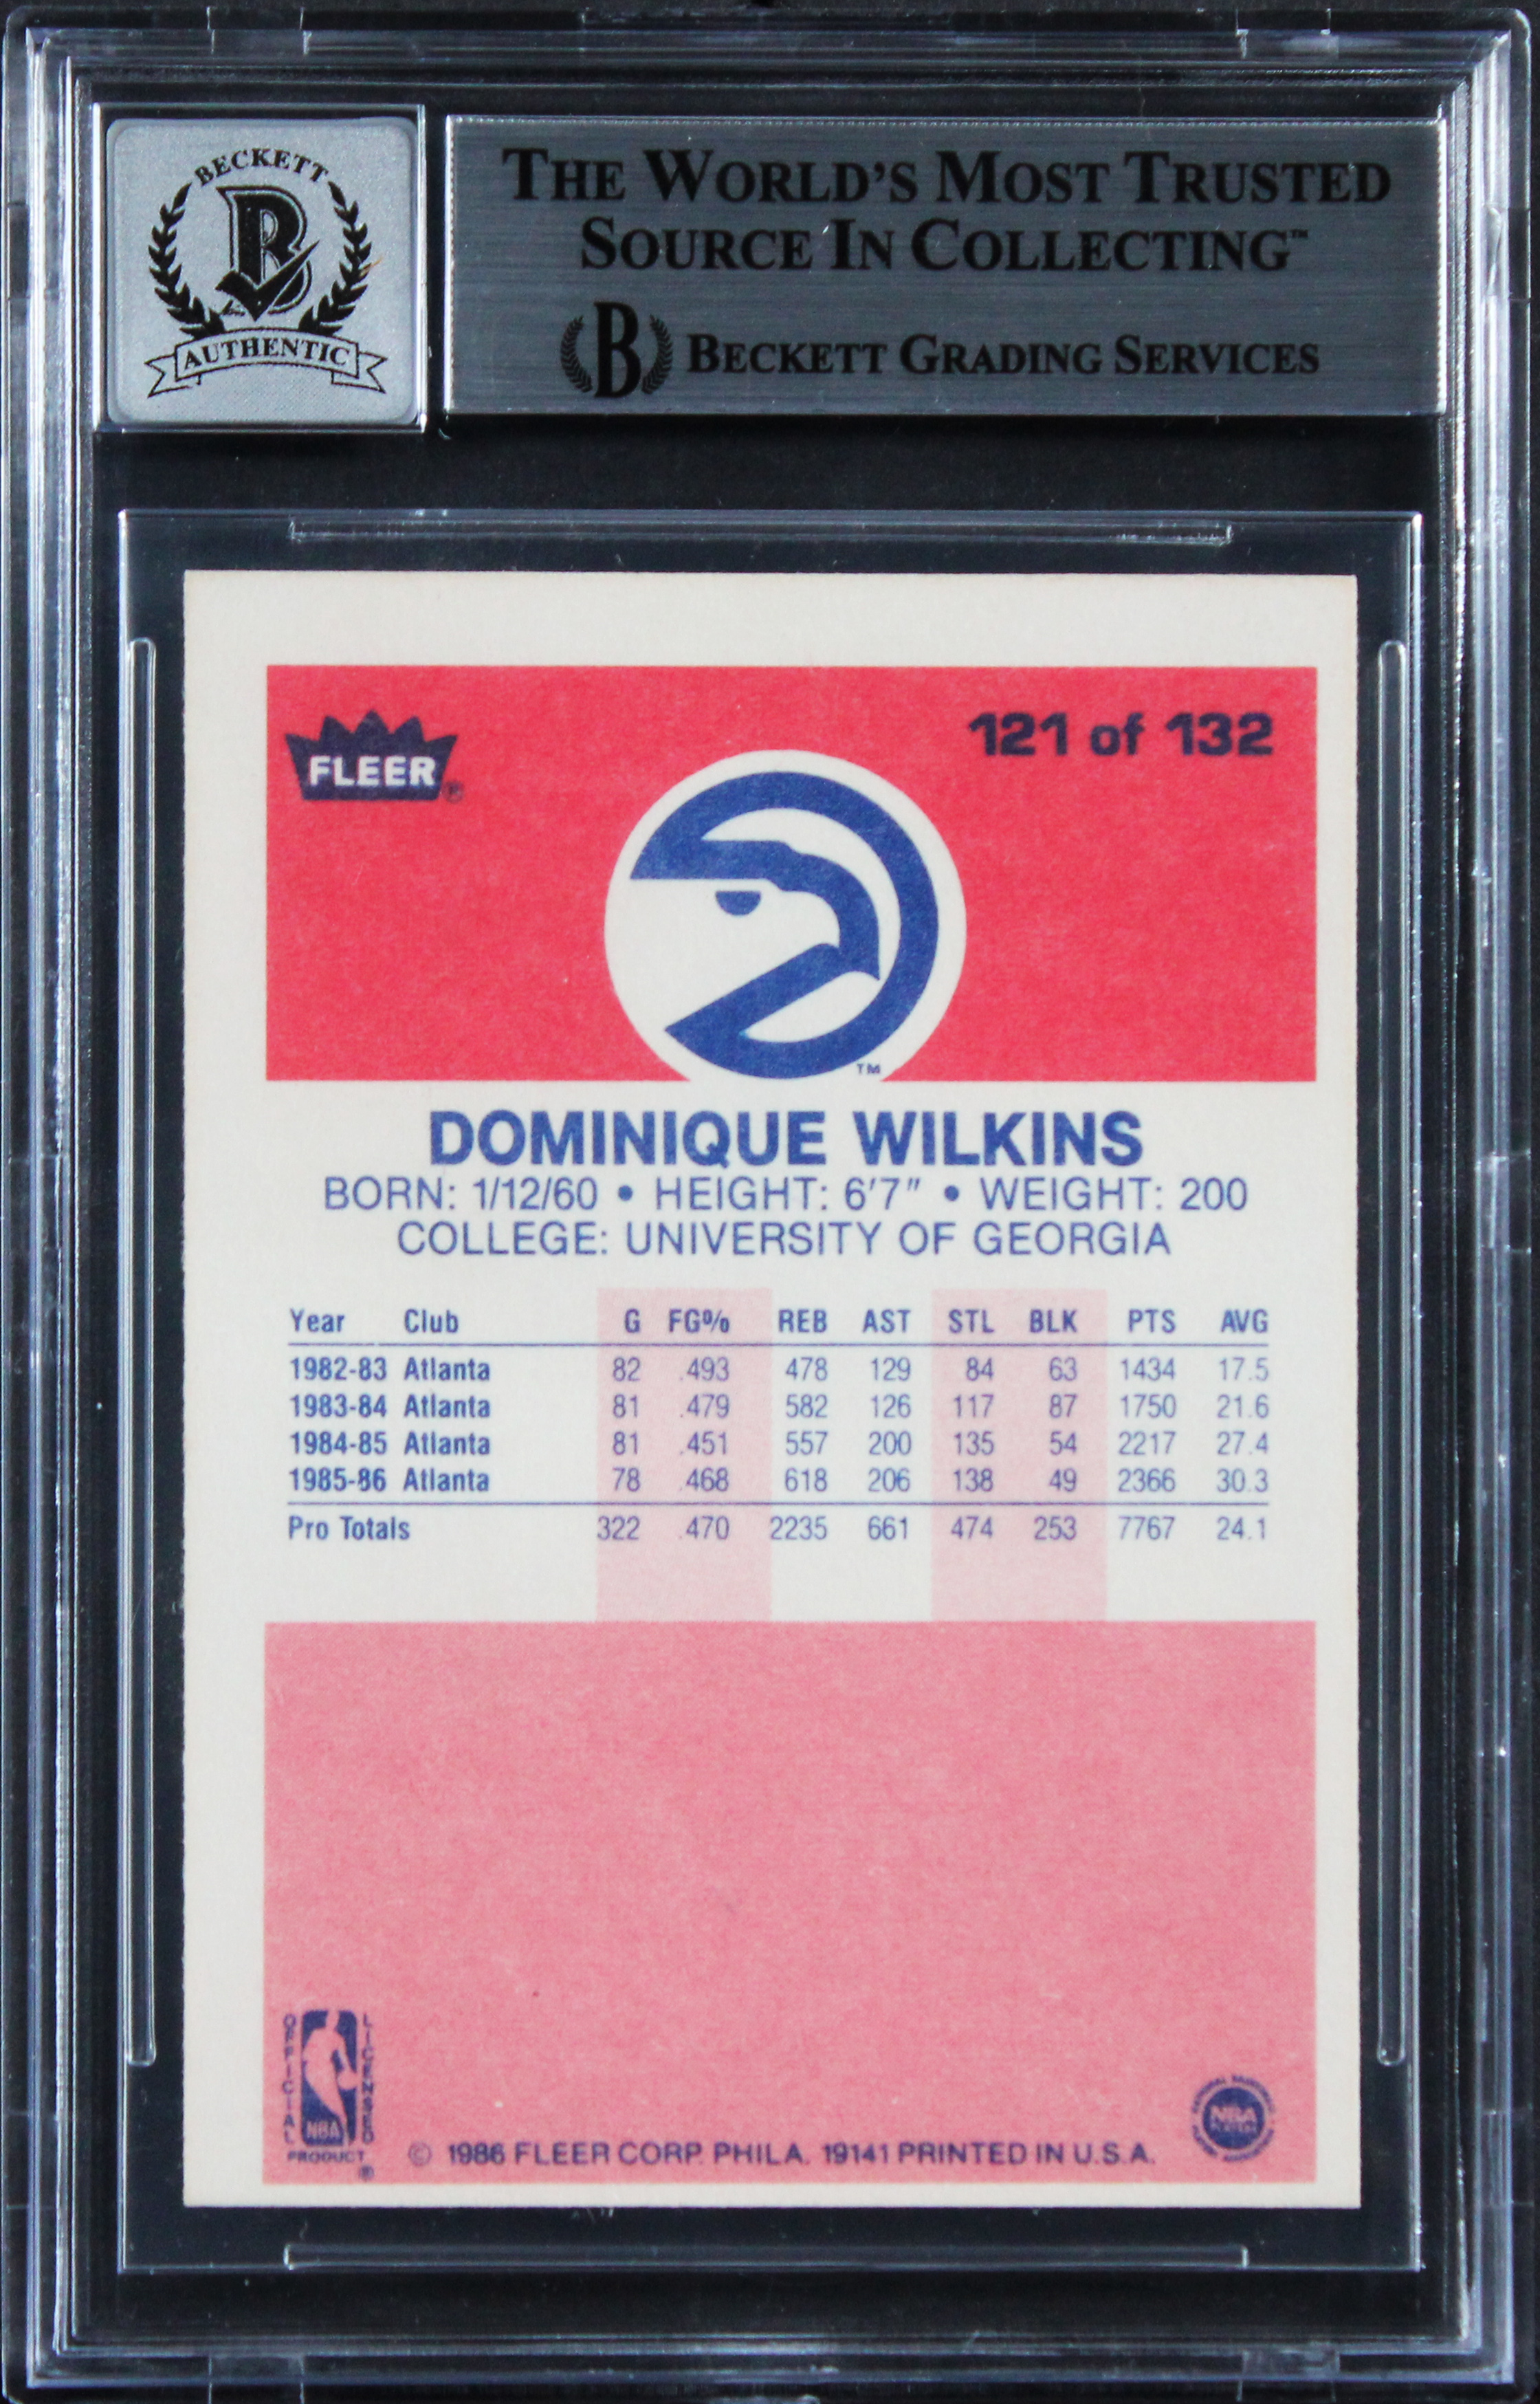 BECKETT
B
AUTHENTIC
THE WORLD'S MOST TRUSTED
SOURCE IN COLLECTING™
B BECKETT GRADING SERVICES
FLEER®
121 of 132
TM
DOMINIQUE WILKINS
BORN: 1/12/60 • HEIGHT: 6'7" • WEIGHT: 200
COLLEGE: UNIVERSITY OF GEORGIA
Year Club G FG% REB AST STL BLK PTS AVG
1982-83 Atlanta 82 .493 478 129 84 63 1434 17.5
1983-84 Atlanta 81 .479 582 126 117 87 1750 21.6
1984-85 Atlanta 81 .451 557 200 135 54 2217 27.4
1985-86 Atlanta 78 .468 618 206 138 49 2366 30.3
Pro Totals 322 .470 2235 661 474 253 7767 24.1
OFFICIAL
NBA
LICENSED
PRODUCT ®
© 1986 FLEER CORP. PHILA. 19141 PRINTED IN U.S.A.
NBA